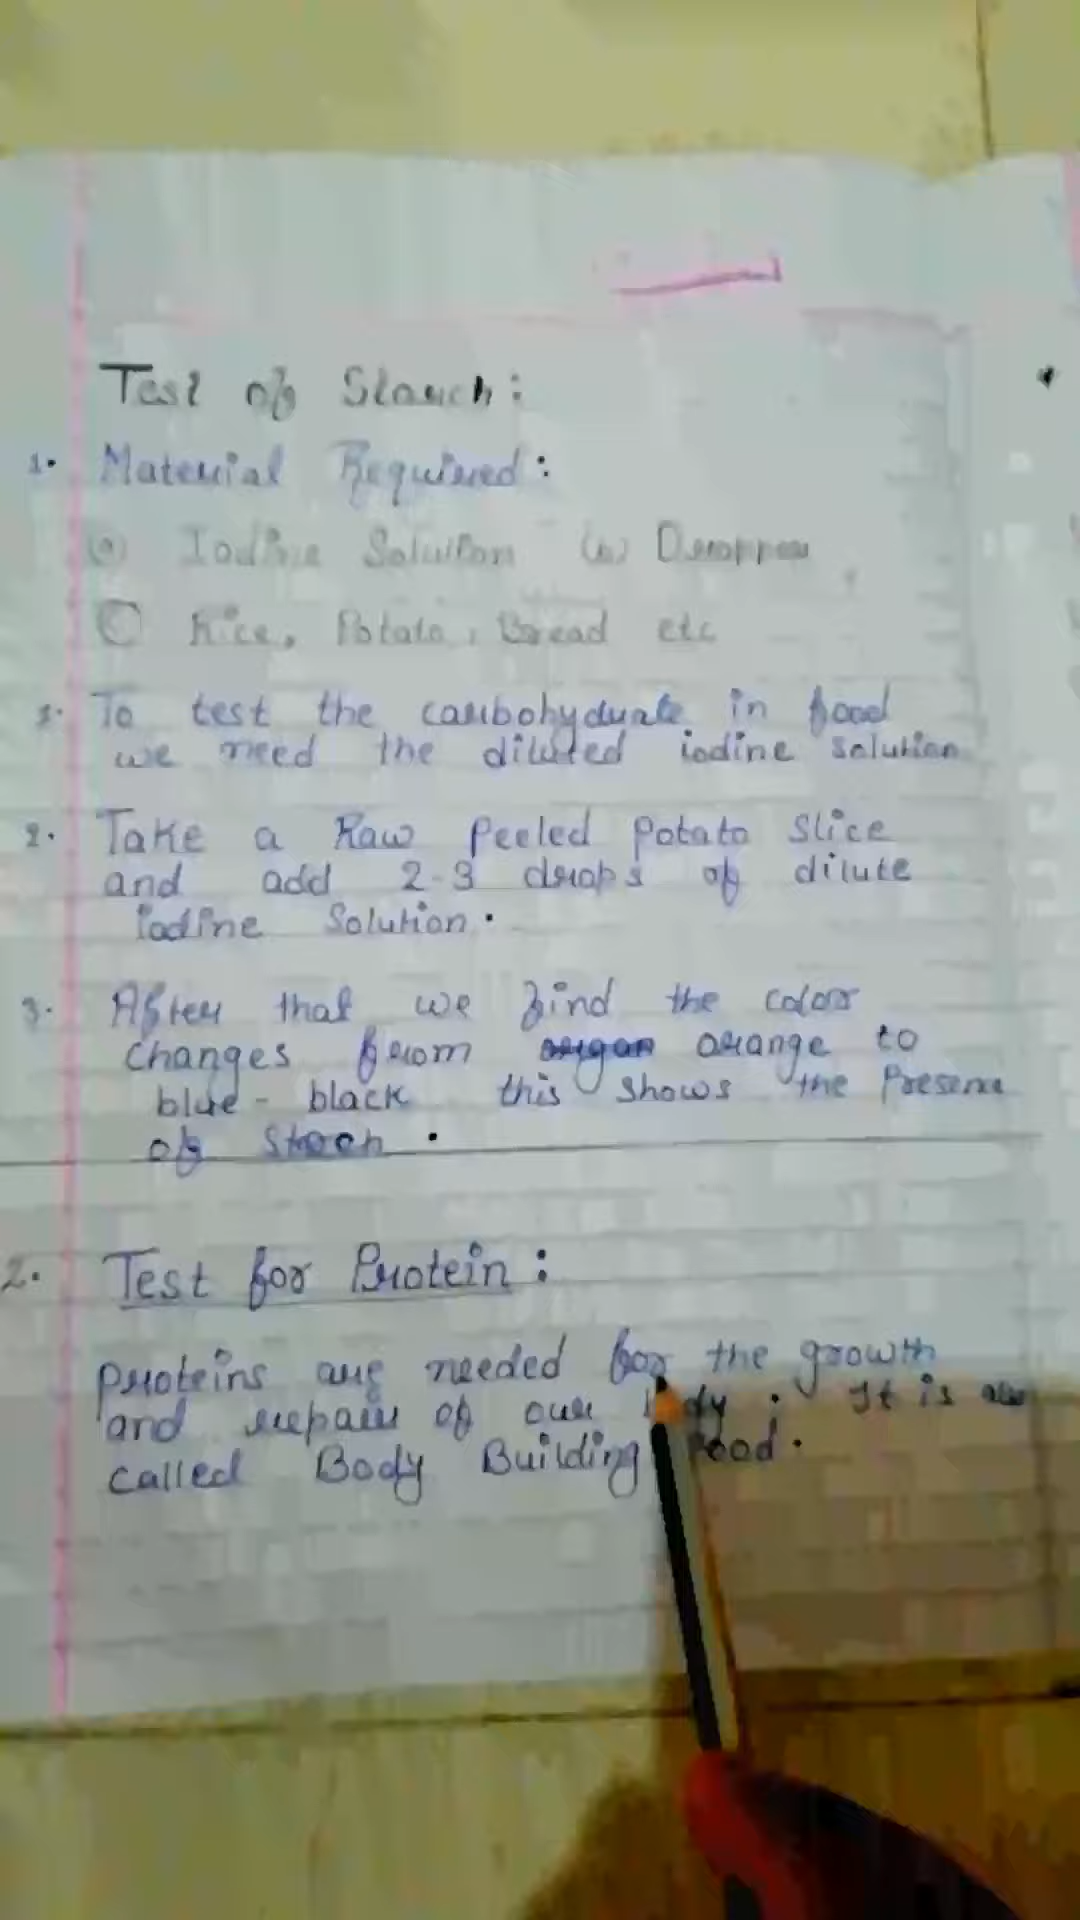 Test of Starch:
1. Material Required:
(a) Iodine Solution (b) Dropper
(C) Rice, Potato, Bread etc
1. To test the carbohydrate in food
we need the diluted iodine solution
2. Take a Raw Peeled Potato Slice
and add 2-3 drops of dilute
iodine Solution.
3. After that we find the color
changes from orange to
blue-black this shows the Presence
of
2. Test for Protein:
Proteins are needed for the growth
and repair of our It is
called Body Building Food.